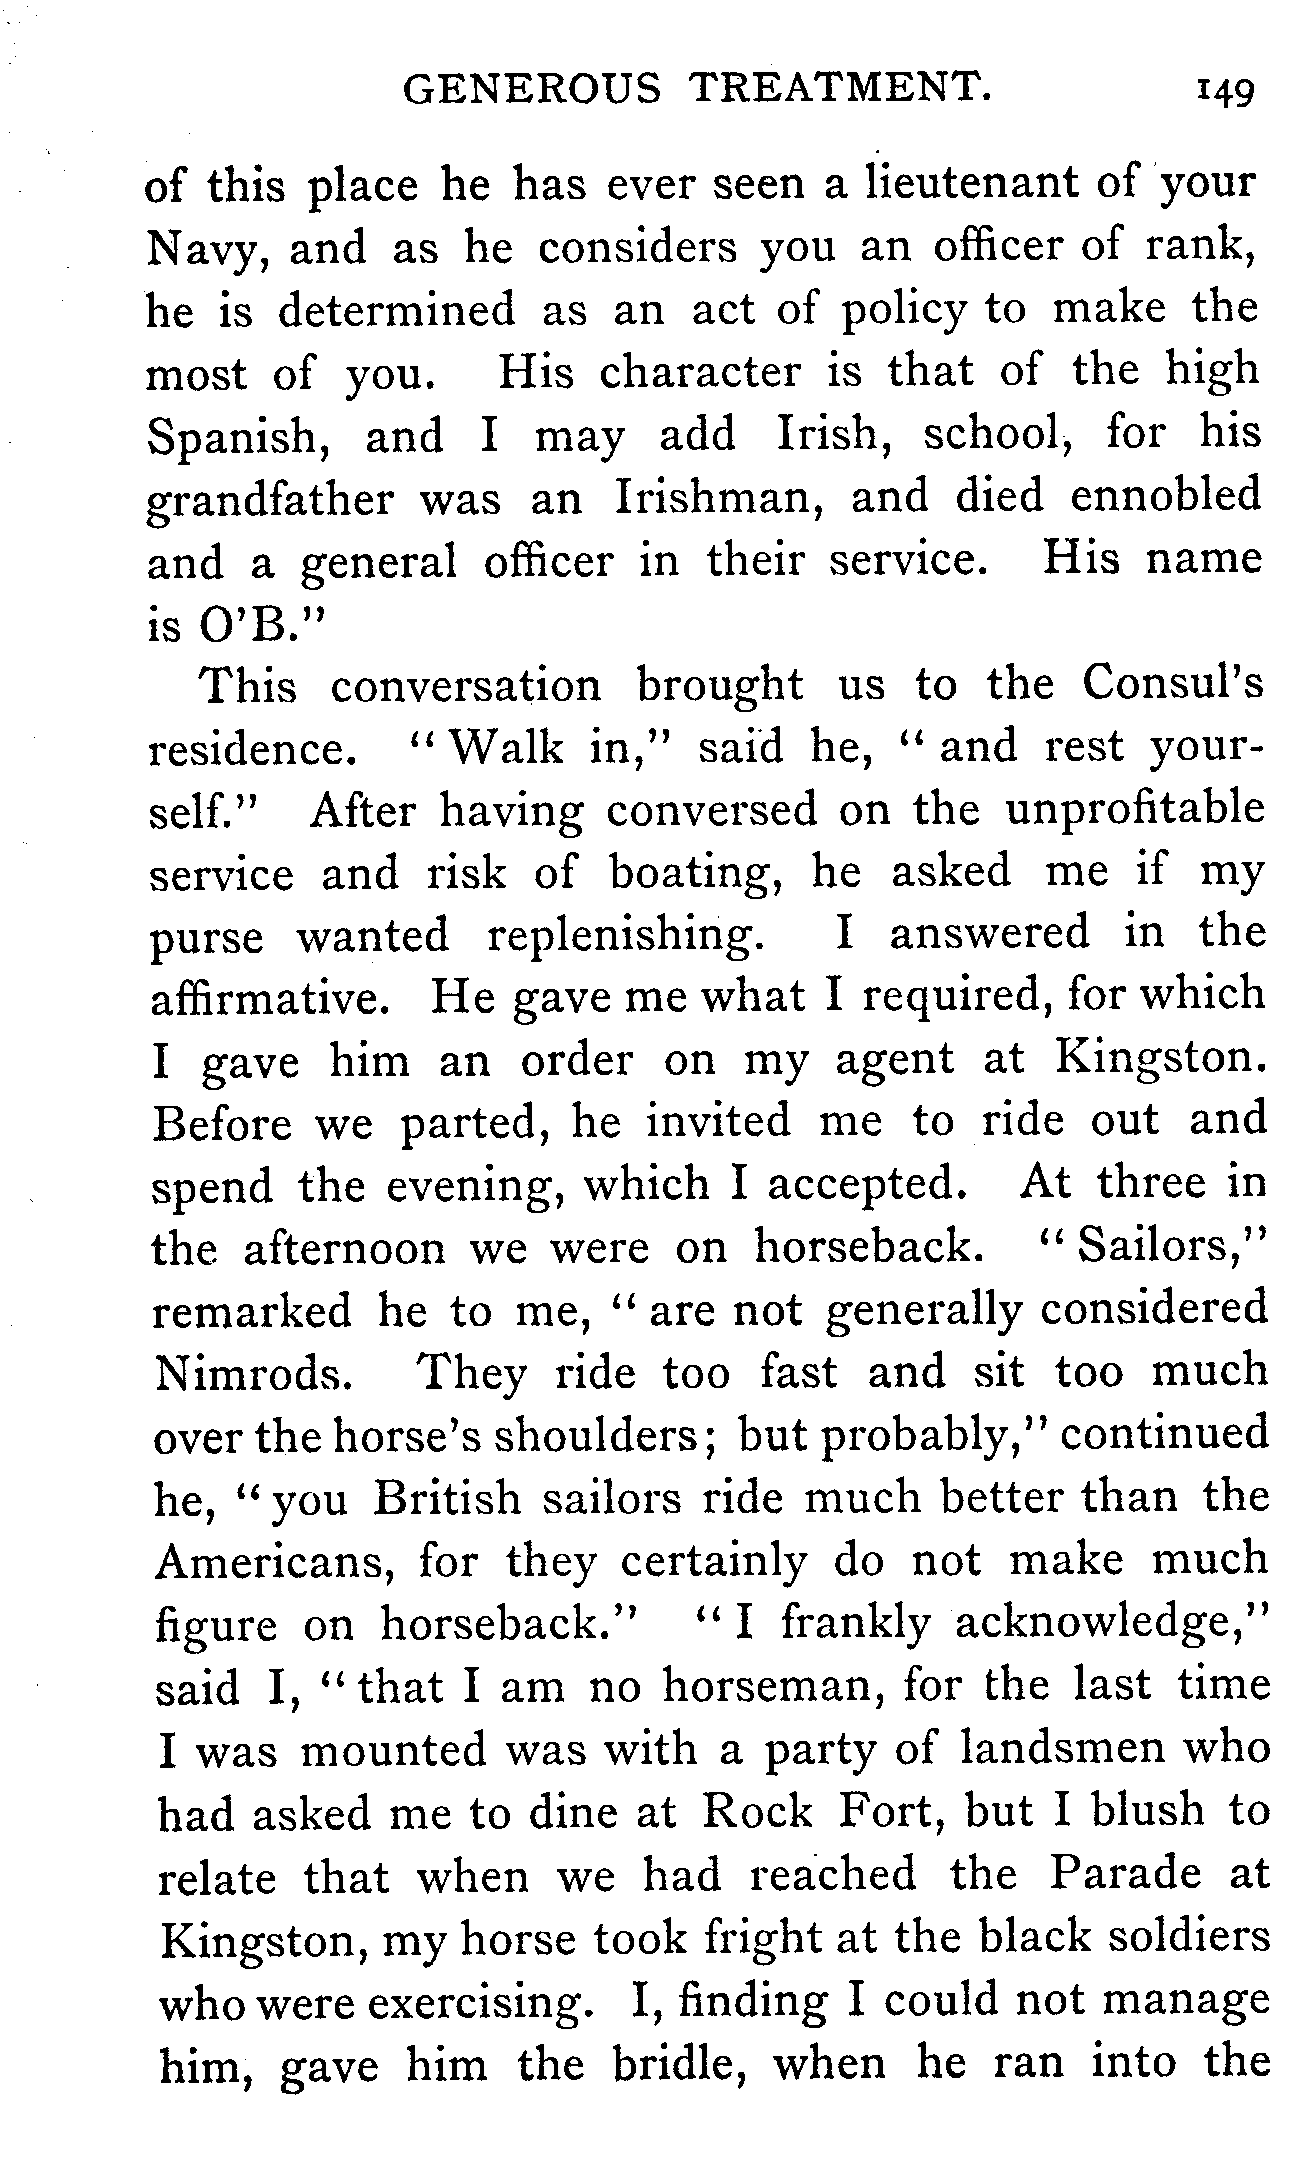 GENEROUS TREATMENT. 149
of this place he has ever seen a lieutenant of your
Navy, and as he considers you an officer of rank,
he is determined as an act of policy to make the
most of you. His character is that of the high
Spanish, and I may add Irish, school, for his
grandfather was an Irishman, and died ennobled
and a general officer in their service. His name
is O'B."
This conversation brought us to the Consul's
residence. "Walk in," said he, "and rest your-
self." After having conversed on the unprofitable
service and risk of boating, he asked me if my
purse wanted replenishing. I answered in the
affirmative. He gave me what I required, for which
I gave him an order on my agent at Kingston.
Before we parted, he invited me to ride out and
spend the evening, which I accepted. At three in
the afternoon we were on horseback. "Sailors,"
remarked he to me, "are not generally considered
Nimrods. They ride too fast and sit too much
over the horse's shoulders; but probably," continued
he, "you British sailors ride much better than the
Americans, for they certainly do not make much
figure on horseback." "I frankly acknowledge,"
said I, "that I am no horseman, for the last time
I was mounted was with a party of landsmen who
had asked me to dine at Rock Fort, but I blush to
relate that when we had reached the Parade at
Kingston, my horse took fright at the black soldiers
who were exercising. I, finding I could not manage
him, gave him the bridle, when he ran into the